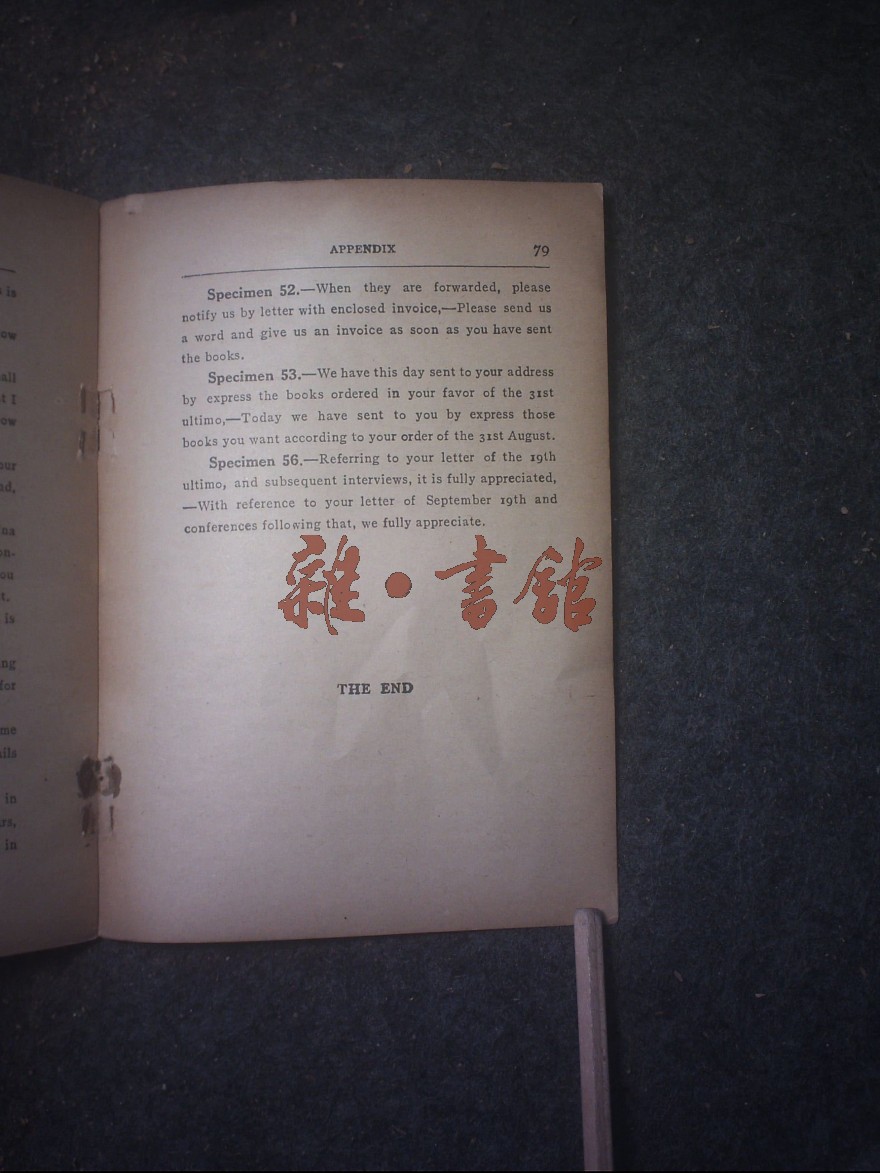 APPENDIX 79
Specimen 52.—When they are forwarded, please
notify us by letter with enclosed invoice,—Please send us
a word and give us an invoice as soon as you have sent
the books.
Specimen 53.—We have this day sent to your address
by express the books ordered in your favor of the 31st
ultimo,—Today we have sent to you by express those
books you want according to your order of the 31st August.
Specimen 56.—Referring to your letter of the 19th
ultimo, and subsequent interviews, it is fully appreciated,
—With reference to your letter of September 19th and
conferences following that, we fully appreciate.
雜•書館
THE END